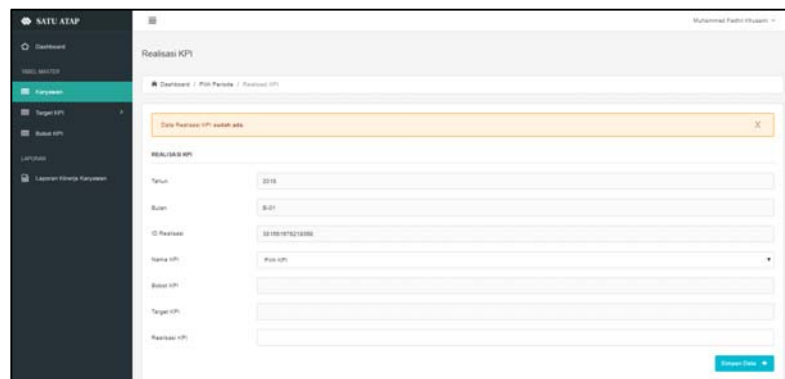 SATU ATAP
Muhammad Fadhil Khusaini
Dashboard
Realisasi KPI
TABEL MASTER
Dashboard / Pilih Periode / Realisasi KPI
Karyawan
Target KPI
Data Realisasi KPI sudah ada. X
Bobot KPI
REALISASI KPI
LAPORAN
Laporan Kinerja Karyawan
Tahun
Bulan B-01
ID Realisasi
Nama KPI Pilih KPI
Bobot KPI
Target KPI
Realisasi KPI
Simpan Data